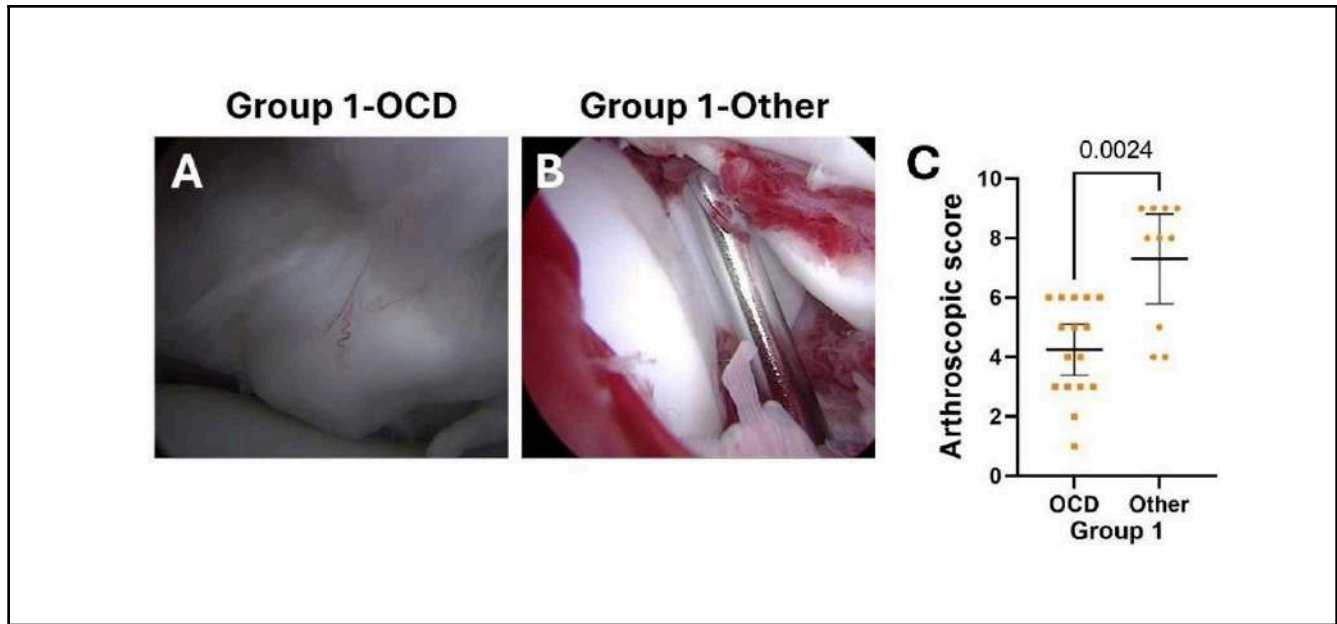 Group 1-OCD
Group 1-Other
A
B
C
0.0024
Arthroscopic score
10
8
6
4
2
0
OCD
Other
Group 1